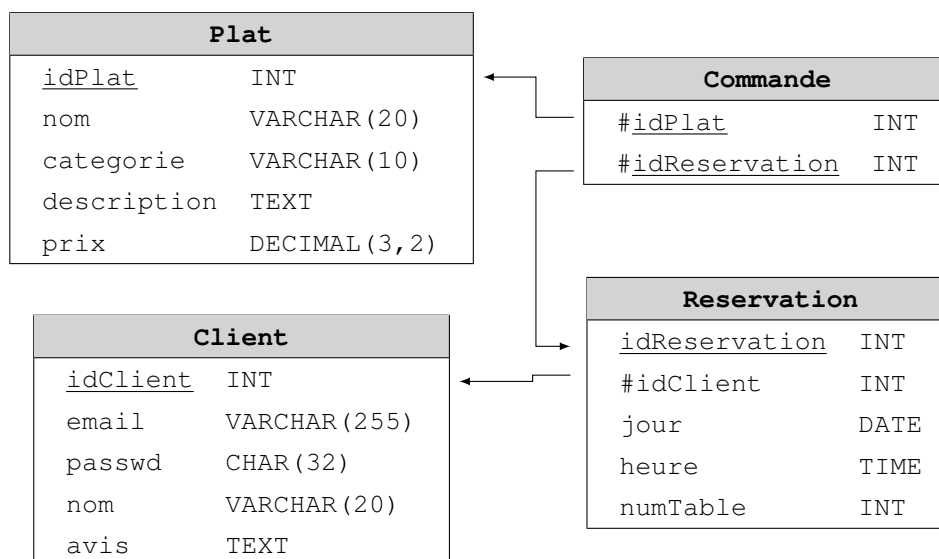 Plat
idPlat INT
nom VARCHAR(20)
categorie VARCHAR(10)
description TEXT
prix DECIMAL(3,2)
Commande
#idPlat INT
#idReservation INT
Client
idClient INT
email VARCHAR(255)
passwd CHAR(32)
nom VARCHAR(20)
avis TEXT
Reservation
idReservation INT
#idClient INT
jour DATE
heure TIME
numTable INT